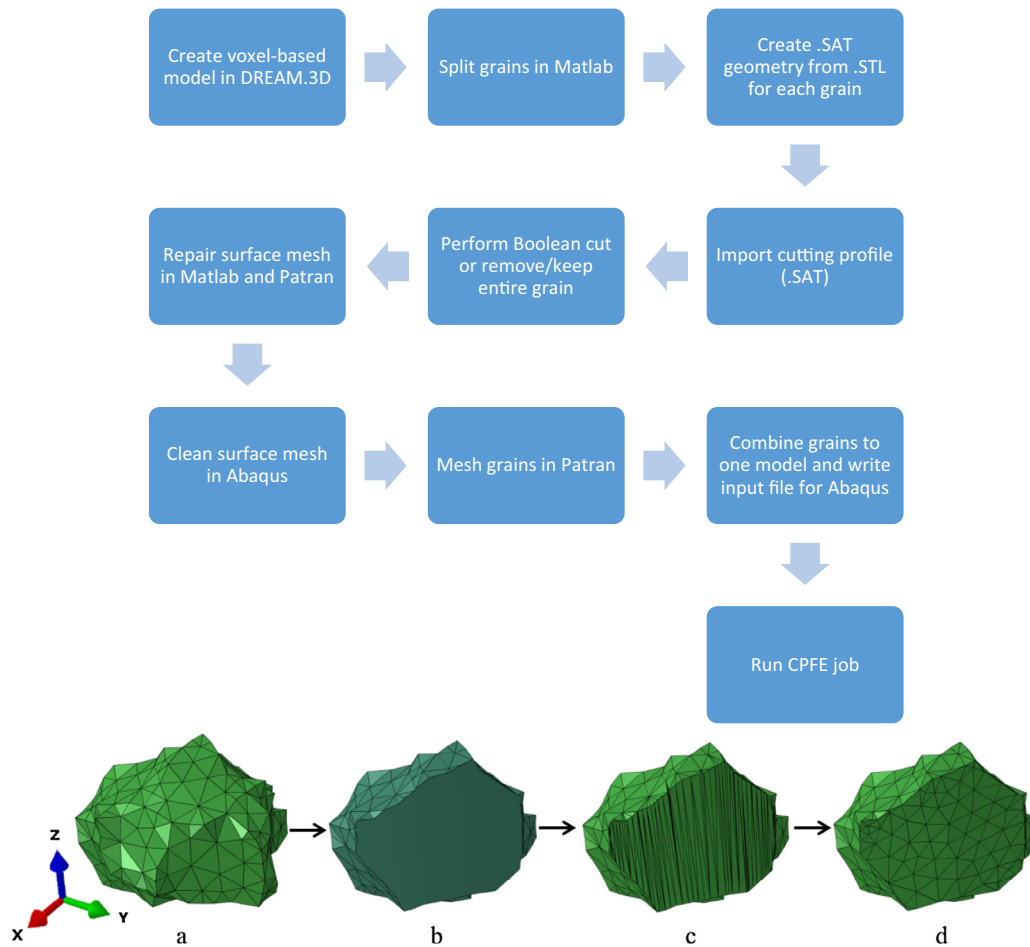 Create voxel-based
model in DREAM.3D
Split grains in Matlab
Create .SAT
geometry from .STL
for each grain
Repair surface mesh
in Matlab and Patran
Perform Boolean cut
or remove/keep
entire grain
Import cutting profile
(.SAT)
Clean surface mesh
in Abaqus
Mesh grains in Patran
Combine grains to
one model and write
input file for Abaqus
Run CPFE job
Z
X
Y
a
b
c
d